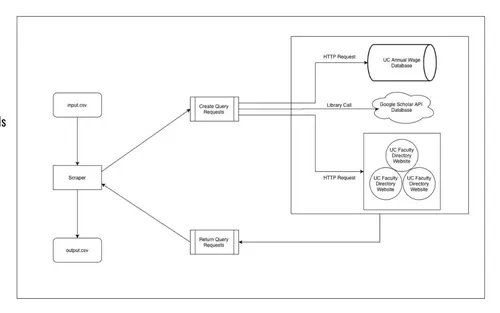 ls
input.csv
Scraper
output.csv
Create Query
Requests
Return Query
Requests
HTTP Request
Library Call
HTTP Request
UC Annual Wage
Database
Google Scholar API
Database
UC Faculty
Directory
Website
UC Faculty
Directory
Website
UC Faculty
Directory
Website